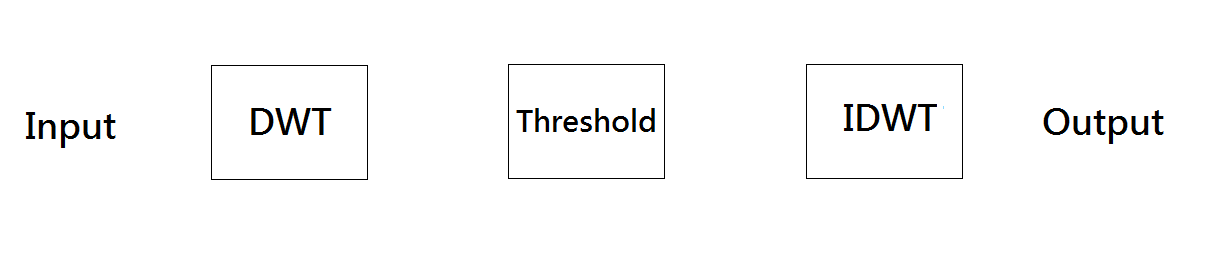 Input
DWT
Threshold
IDWT
Output